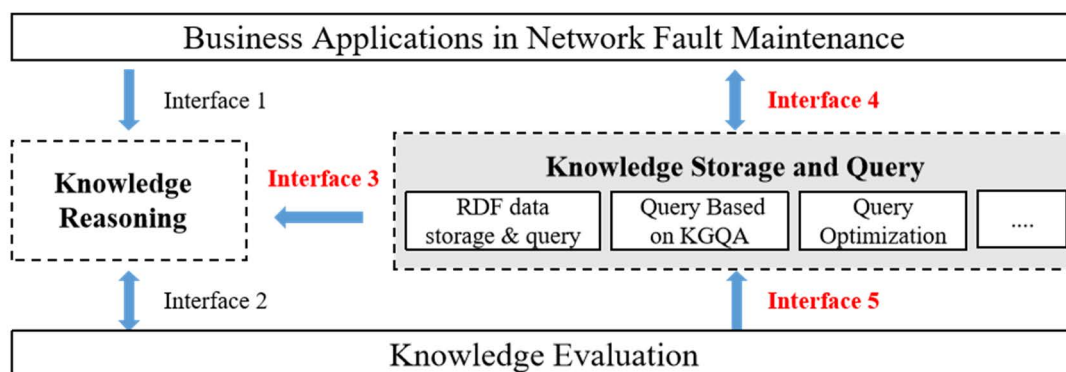 Business Applications in Network Fault Maintenance
Interface 1
Interface 4
Knowledge
Reasoning
Interface 3
Knowledge Storage and Query
RDF data
storage & query
Query Based
on KGQA
Query
Optimization
....
Interface 2
Interface 5
Knowledge Evaluation